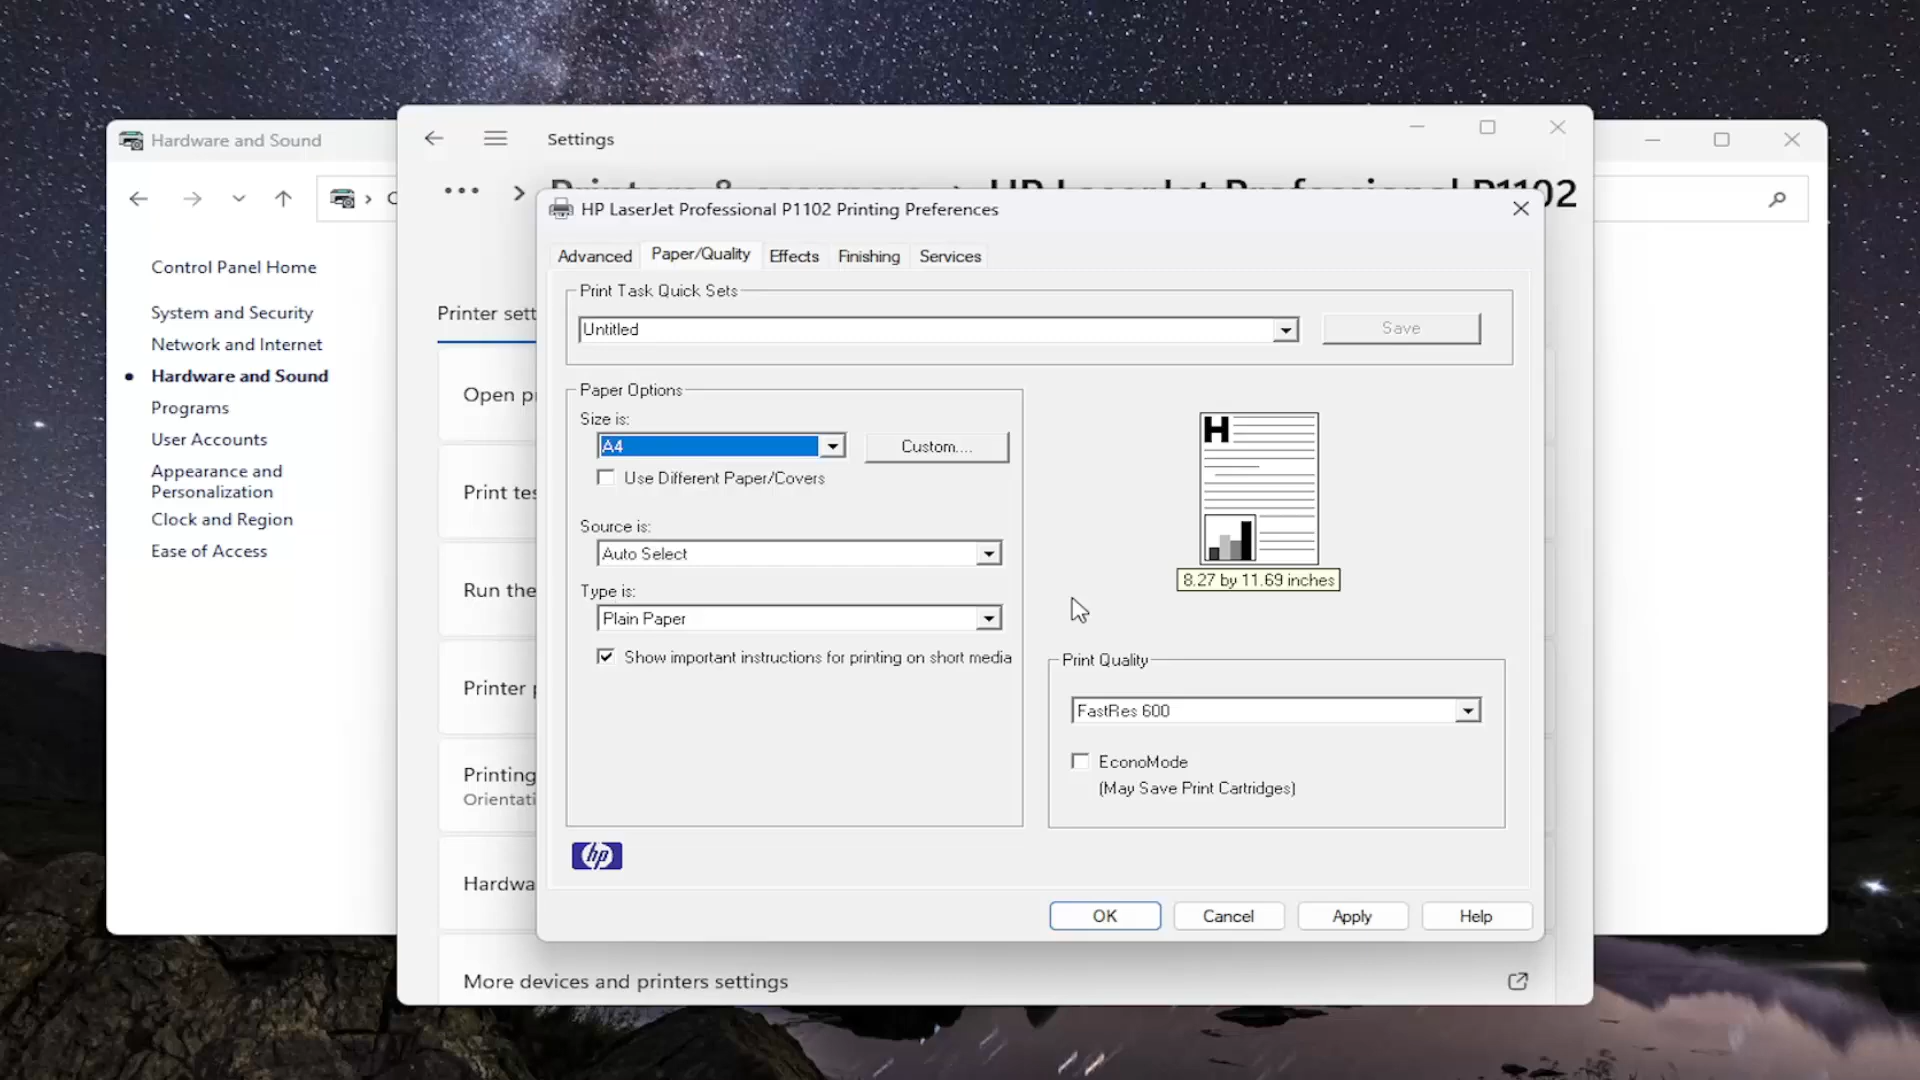 Hardware and Sound
Control Panel Home
System and Security
Network and Internet
Hardware and Sound
Programs
User Accounts
Appearance and
Personalization
Clock and Region
Ease of Access
Settings
HP LaserJet Professional P1102
Printer sett
Open p
Print tes
Run the
Printer p
Printing
Orientati
Hardwa
More devices and printers settings
HP LaserJet Professional P1102 Printing Preferences
Advanced Paper/Quality Effects Finishing Services
Print Task Quick Sets
Untitled Save
Paper Options
Size is:
A4 Custom....
Use Different Paper/Covers
Source is:
Auto Select
Type is:
Plain Paper
Show important instructions for printing on short media
H
8.27 by 11.69 inches
Print Quality
FastRes 600
EconoMode
(May Save Print Cartridges)
hp
OK Cancel Apply Help